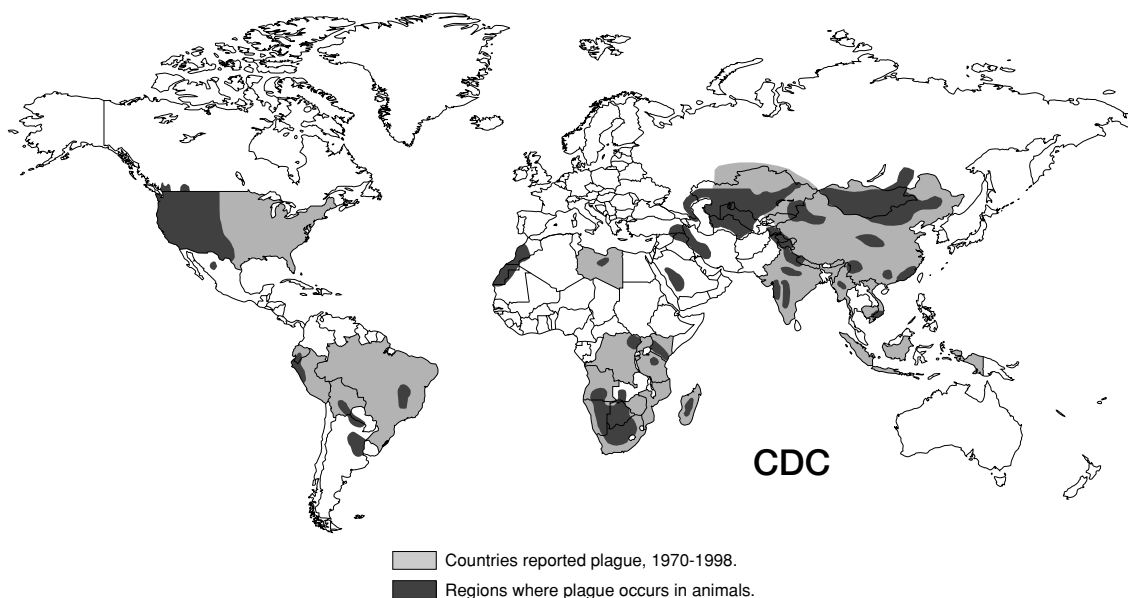 CDC
Countries reported plague, 1970-1998.
Regions where plague occurs in animals.